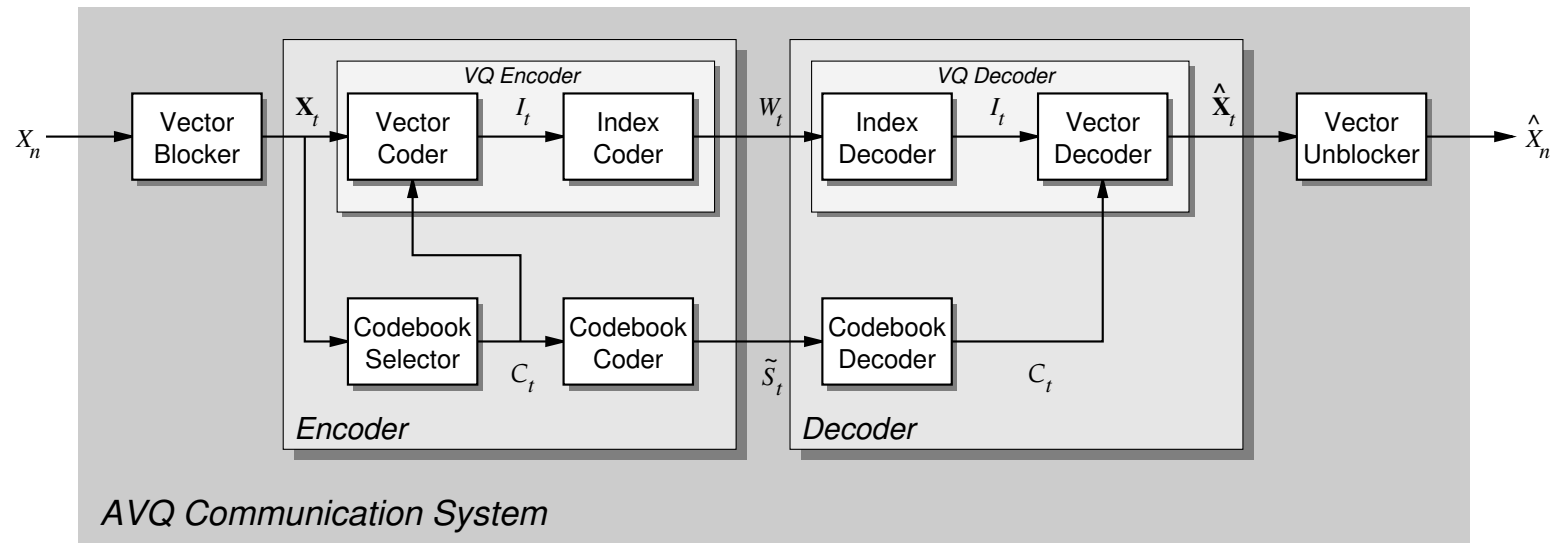 VQ Encoder
VQ Decoder
X_n
Vector
Blocker
𝐗_t
Vector
Coder
I_t
Index
Coder
W_t
Index
Decoder
I_t
Vector
Decoder
𝐗̂_t
Vector
Unblocker
X̂_n
Codebook
Selector
C_t
Codebook
Coder
S̃_t
Codebook
Decoder
C_t
Encoder
Decoder
AVQ Communication System